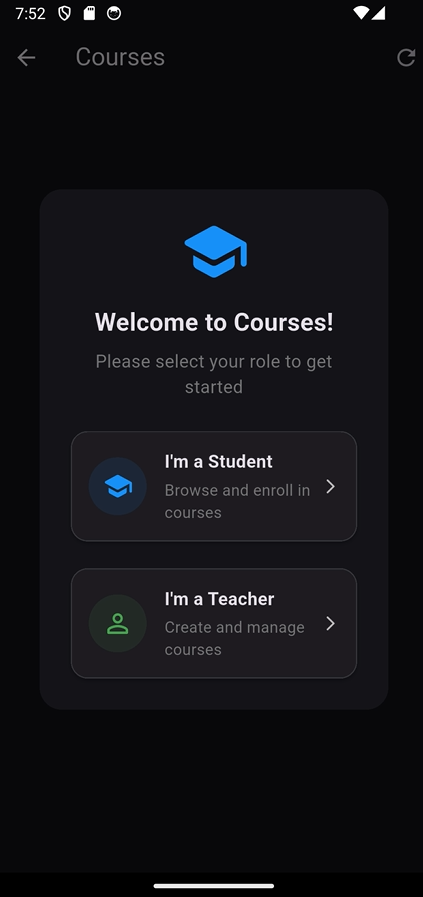 7:52
Courses
Welcome to Courses!
Please select your role to get
started
I'm a Student
Browse and enroll in
courses
I'm a Teacher
Create and manage
courses